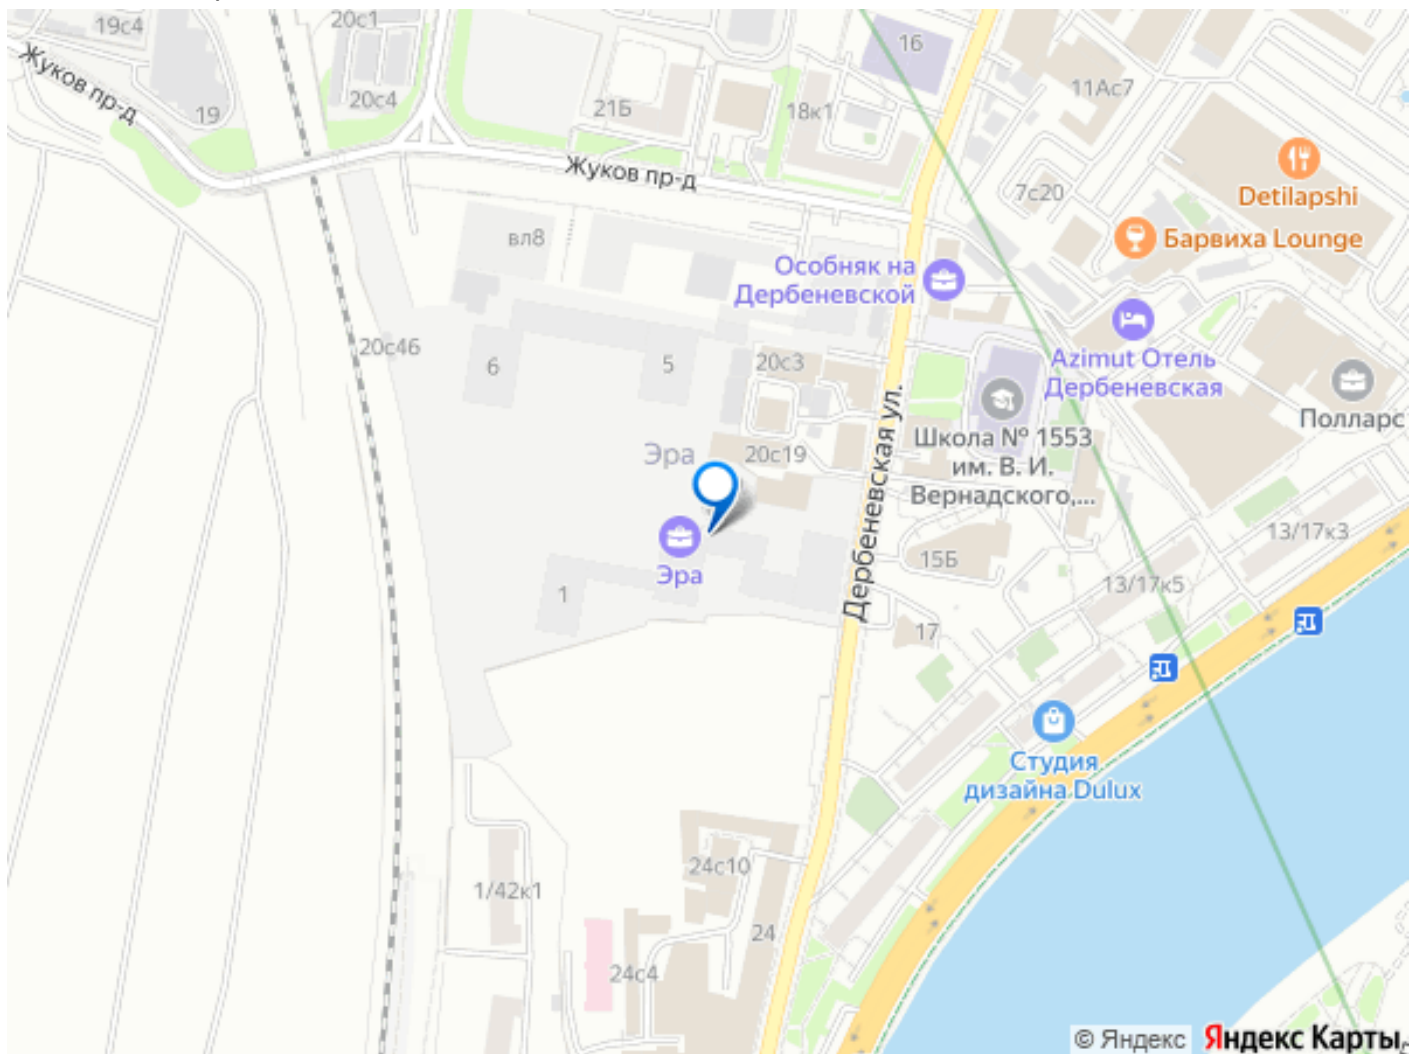 19с4
20с1
16
Жуков пр-д
20с4
19
21Б
18к1
11Ас7
Detilapshi
Жуков пр-д
7с20
Барвиха Lounge
вл8
Особняк на
Дербеневской
20с46
6
5
20с3
Azimut Отель
Дербеневская
Полларс
Школа № 1553
им. В. И.
Вернадского,...
Эра
20с19
Дербеневская ул.
Эра
1
15Б
13/17к3
13/17к5
17
Студия
дизайна Dulux
24с10
1/42к1
24
24с4
© Яндекс
Яндекс Карты